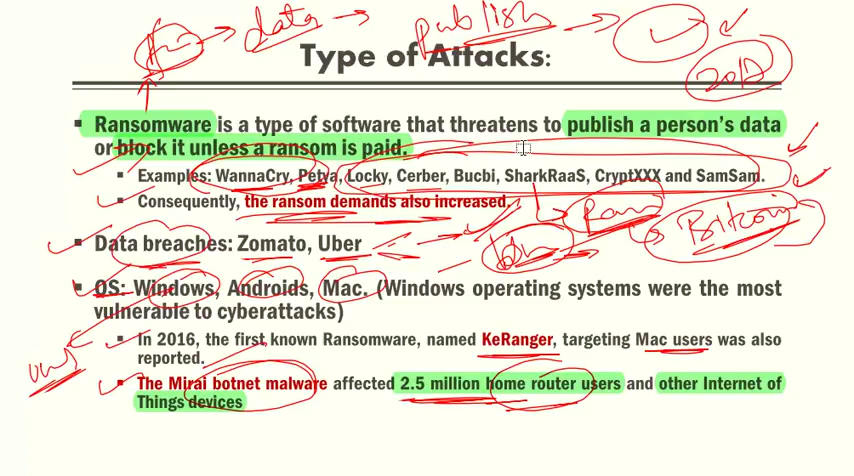 data publish
Type of Attacks:
2017
▪ Ransomware is a type of software that threatens to publish a person's data
or block it unless a ransom is paid.
▪ Examples: WannaCry, Petya, Locky, Cerber, Bucbi, SharkRaaS, CryptXXX and SamSam.
▪ Consequently, the ransom demands also increased.
Bitcoin
▪ Data breaches: Zomato, Uber
▪ OS: Windows, Androids, Mac. (Windows operating systems were the most
vulnerable to cyberattacks)
▪ In 2016, the first known Ransomware, named KeRanger, targeting Mac users was also
reported.
▪ The Mirai botnet malware affected 2.5 million home router users and other Internet of
Things devices